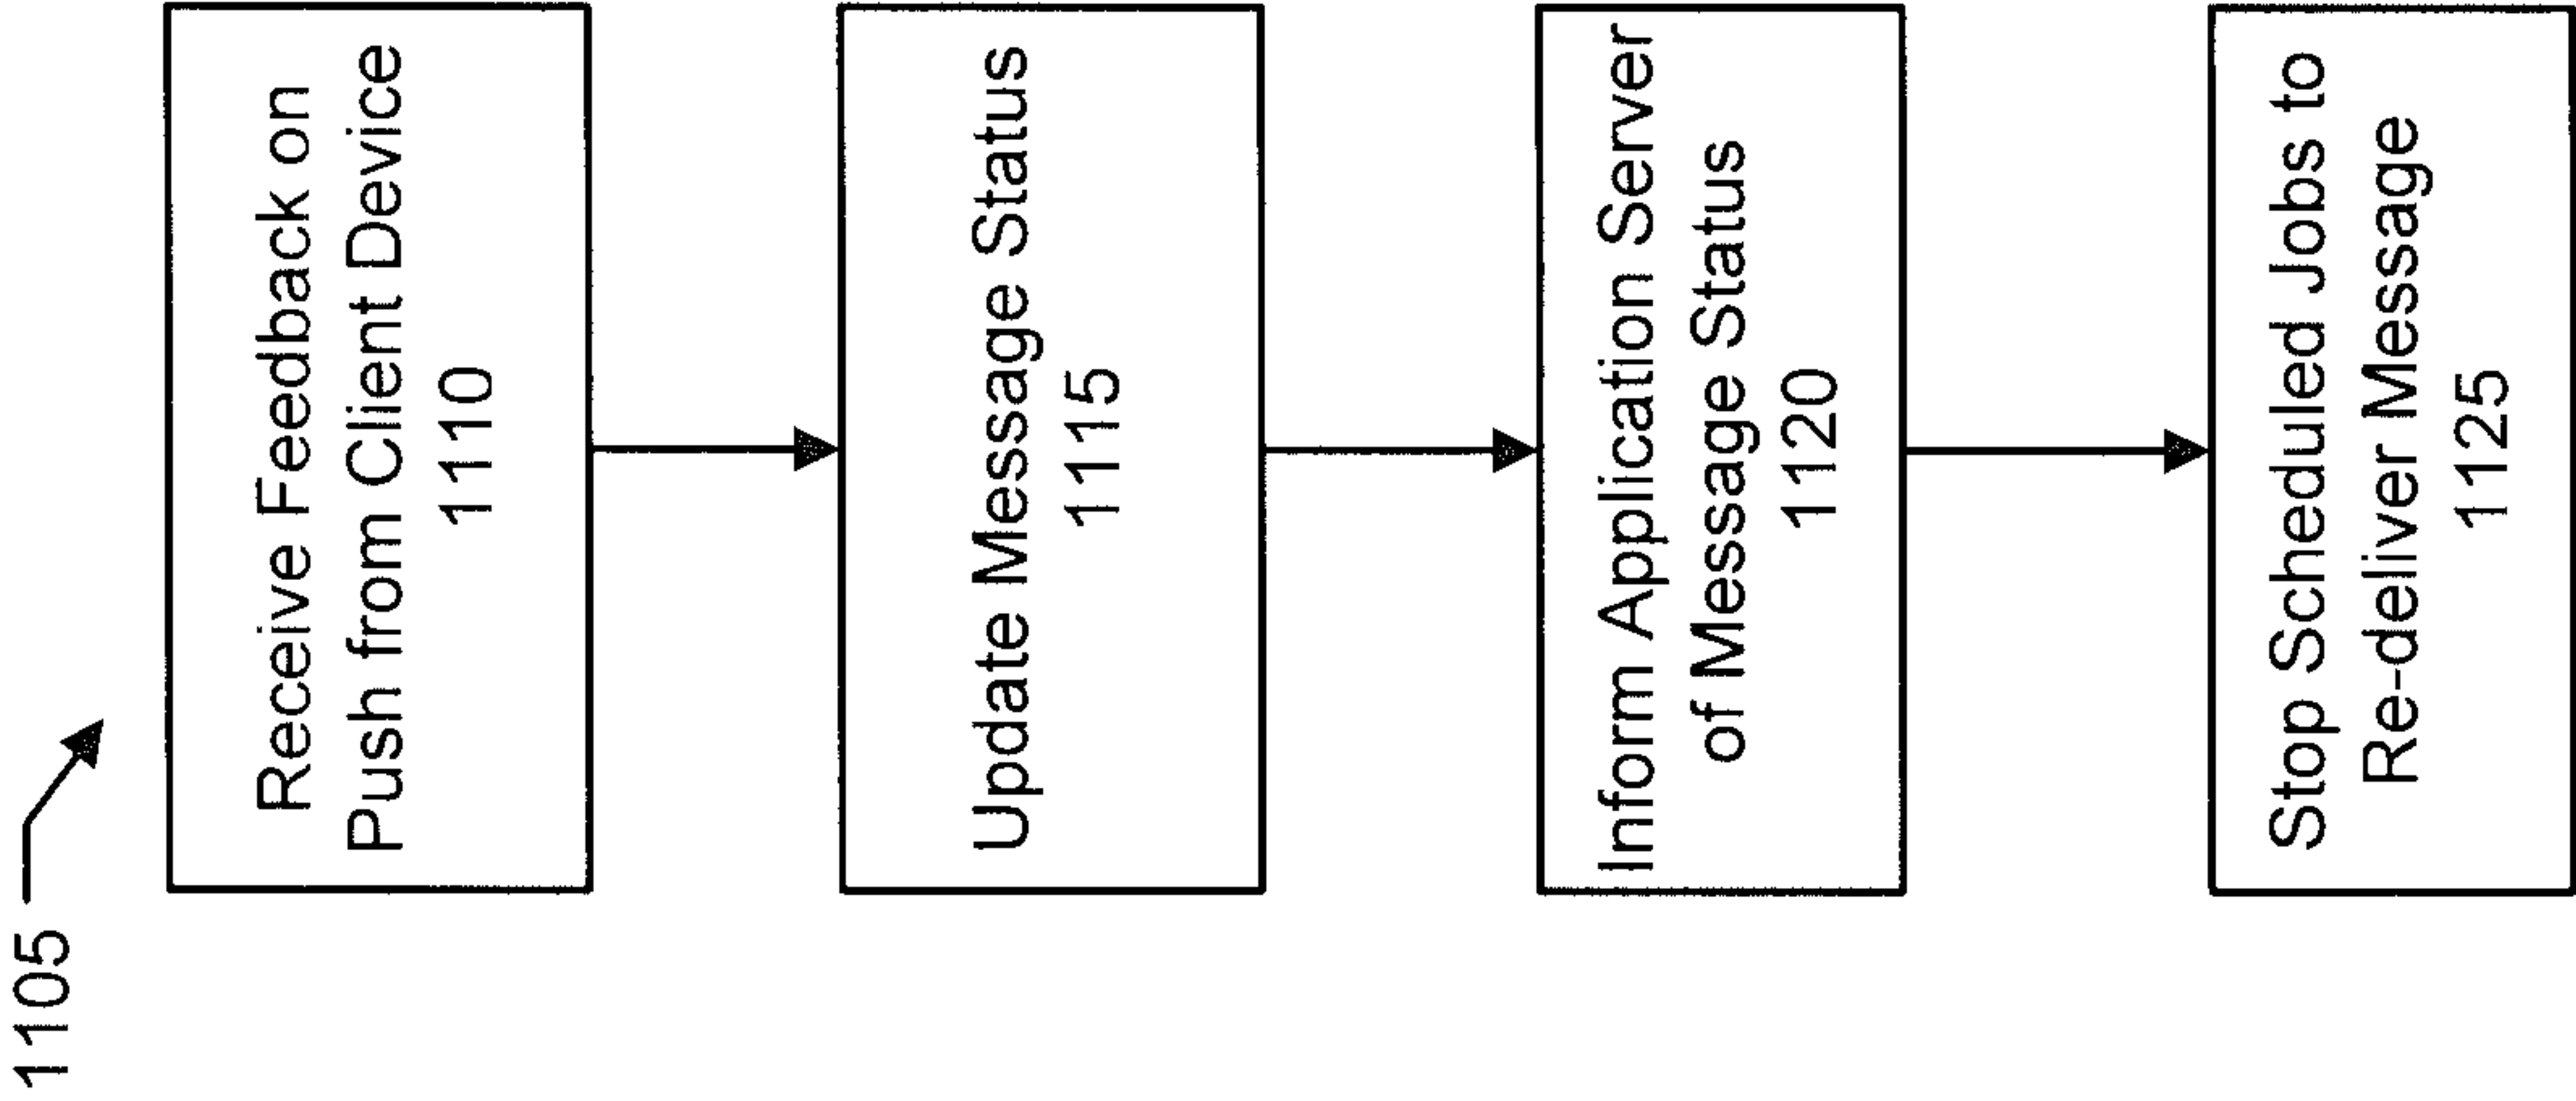 1105
Receive Feedback on
Push from Client Device
1110
Update Message Status
1115
Inform Application Server
of Message Status
1120
Stop Scheduled Jobs to
Re-deliver Message
1125